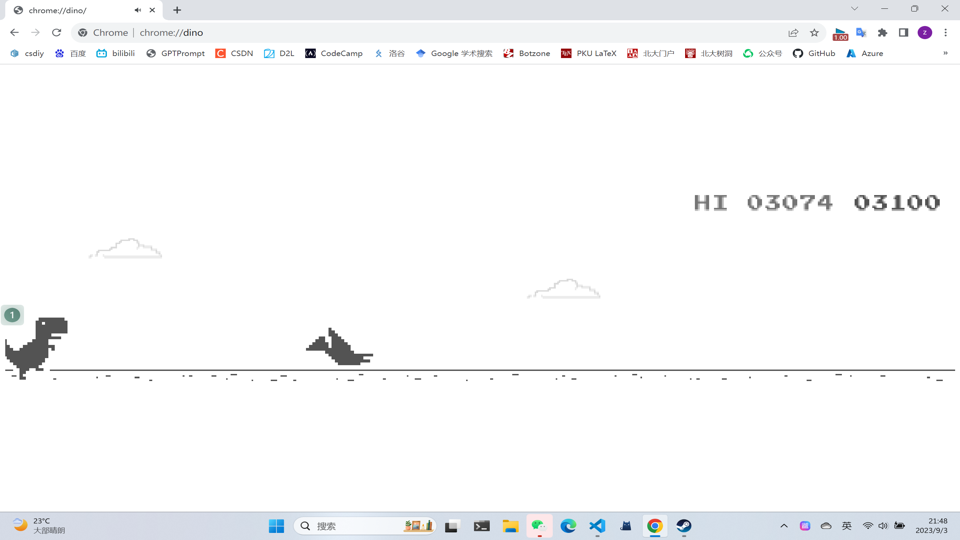 chrome://dino/
Chrome | chrome://dino
1.00
z
csdiy 百度 bilibili GPTPrompt CSDN D2L CodeCamp 洛谷 Google 学术搜索 Botzone PKU LaTeX 北大门户 北大树洞 公众号 GitHub Azure »
HI 03074 03100
1
23°C
大部晴朗
搜索
英
21:48
2023/9/3